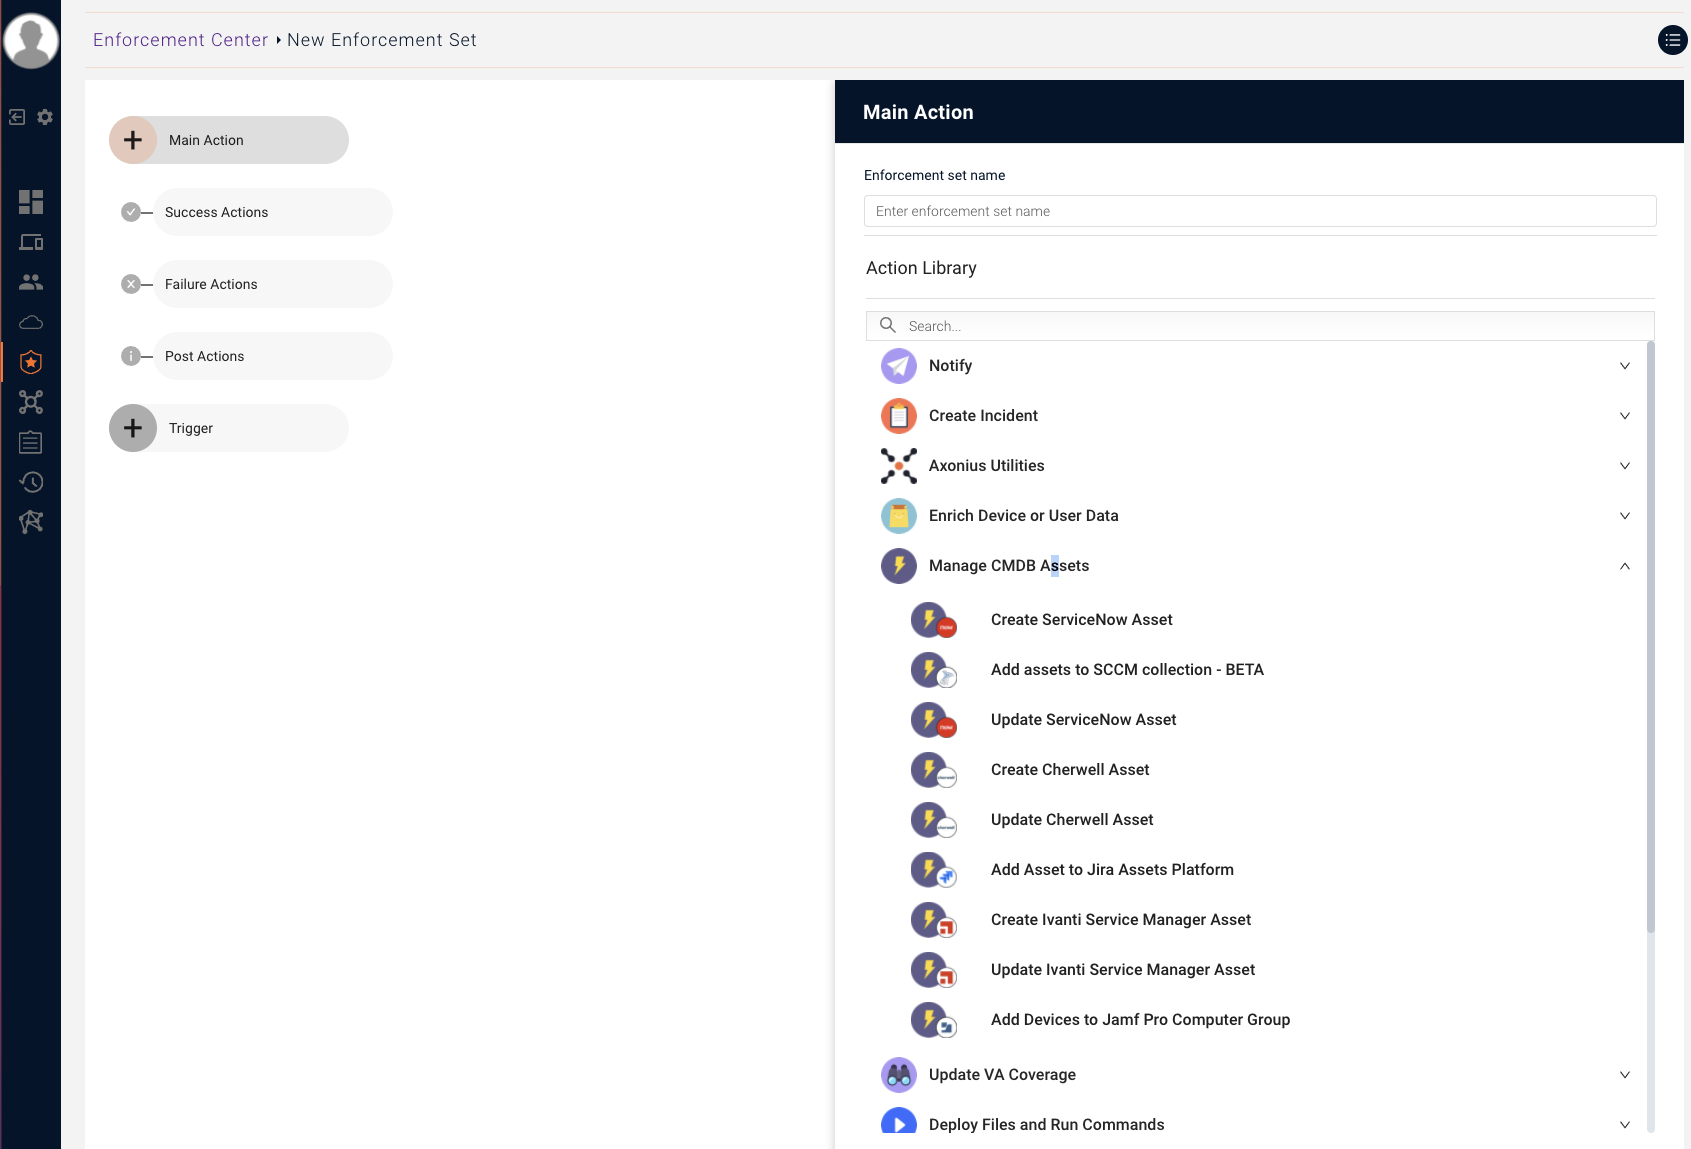 Enforcement Center New Enforcement Set
Main Action
Success Actions
Failure Actions
Post Actions
Trigger
Main Action
Enforcement set name
Enter enforcement set name
Action Library
Search...
Notify
Create Incident
Axonius Utilities
Enrich Device or User Data
Manage CMDB Assets
Create ServiceNow Asset
Add assets to SCCM collection - BETA
Update ServiceNow Asset
Create Cherwell Asset
Update Cherwell Asset
Add Asset to Jira Assets Platform
Create Ivanti Service Manager Asset
Update Ivanti Service Manager Asset
Add Devices to Jamf Pro Computer Group
Update VA Coverage
Deploy Files and Run Commands